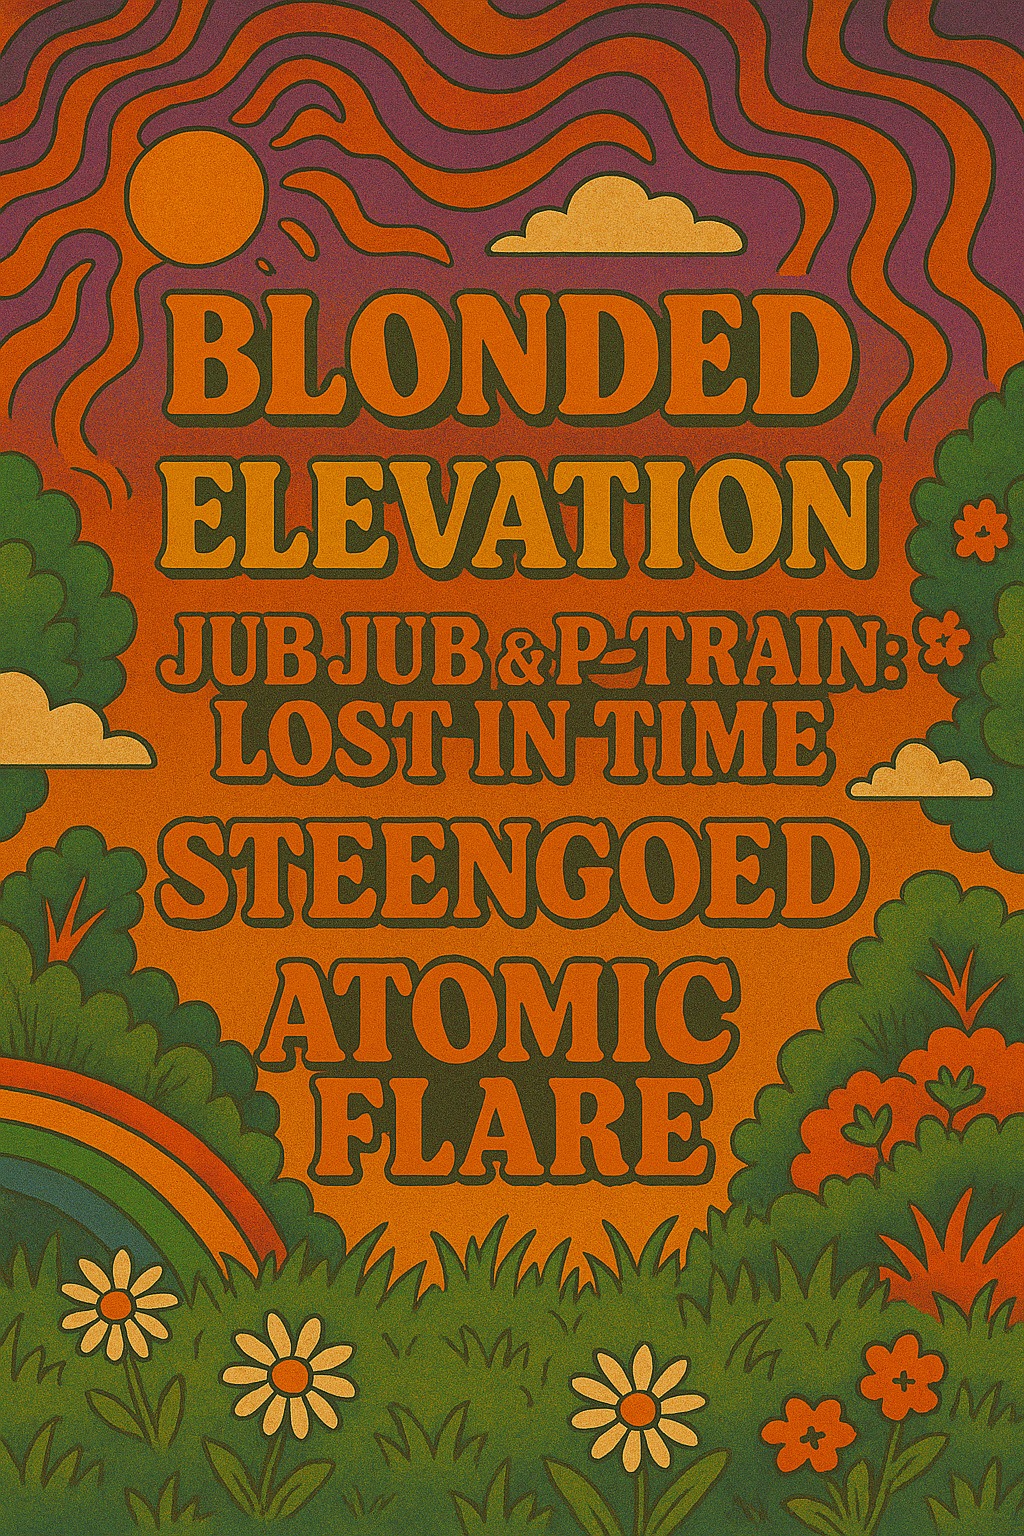 BLONDED
ELEVATION
JUB JUB & P-TRAIN:
LOST IN TIME
STEENGOED
ATOMIC
FLARE